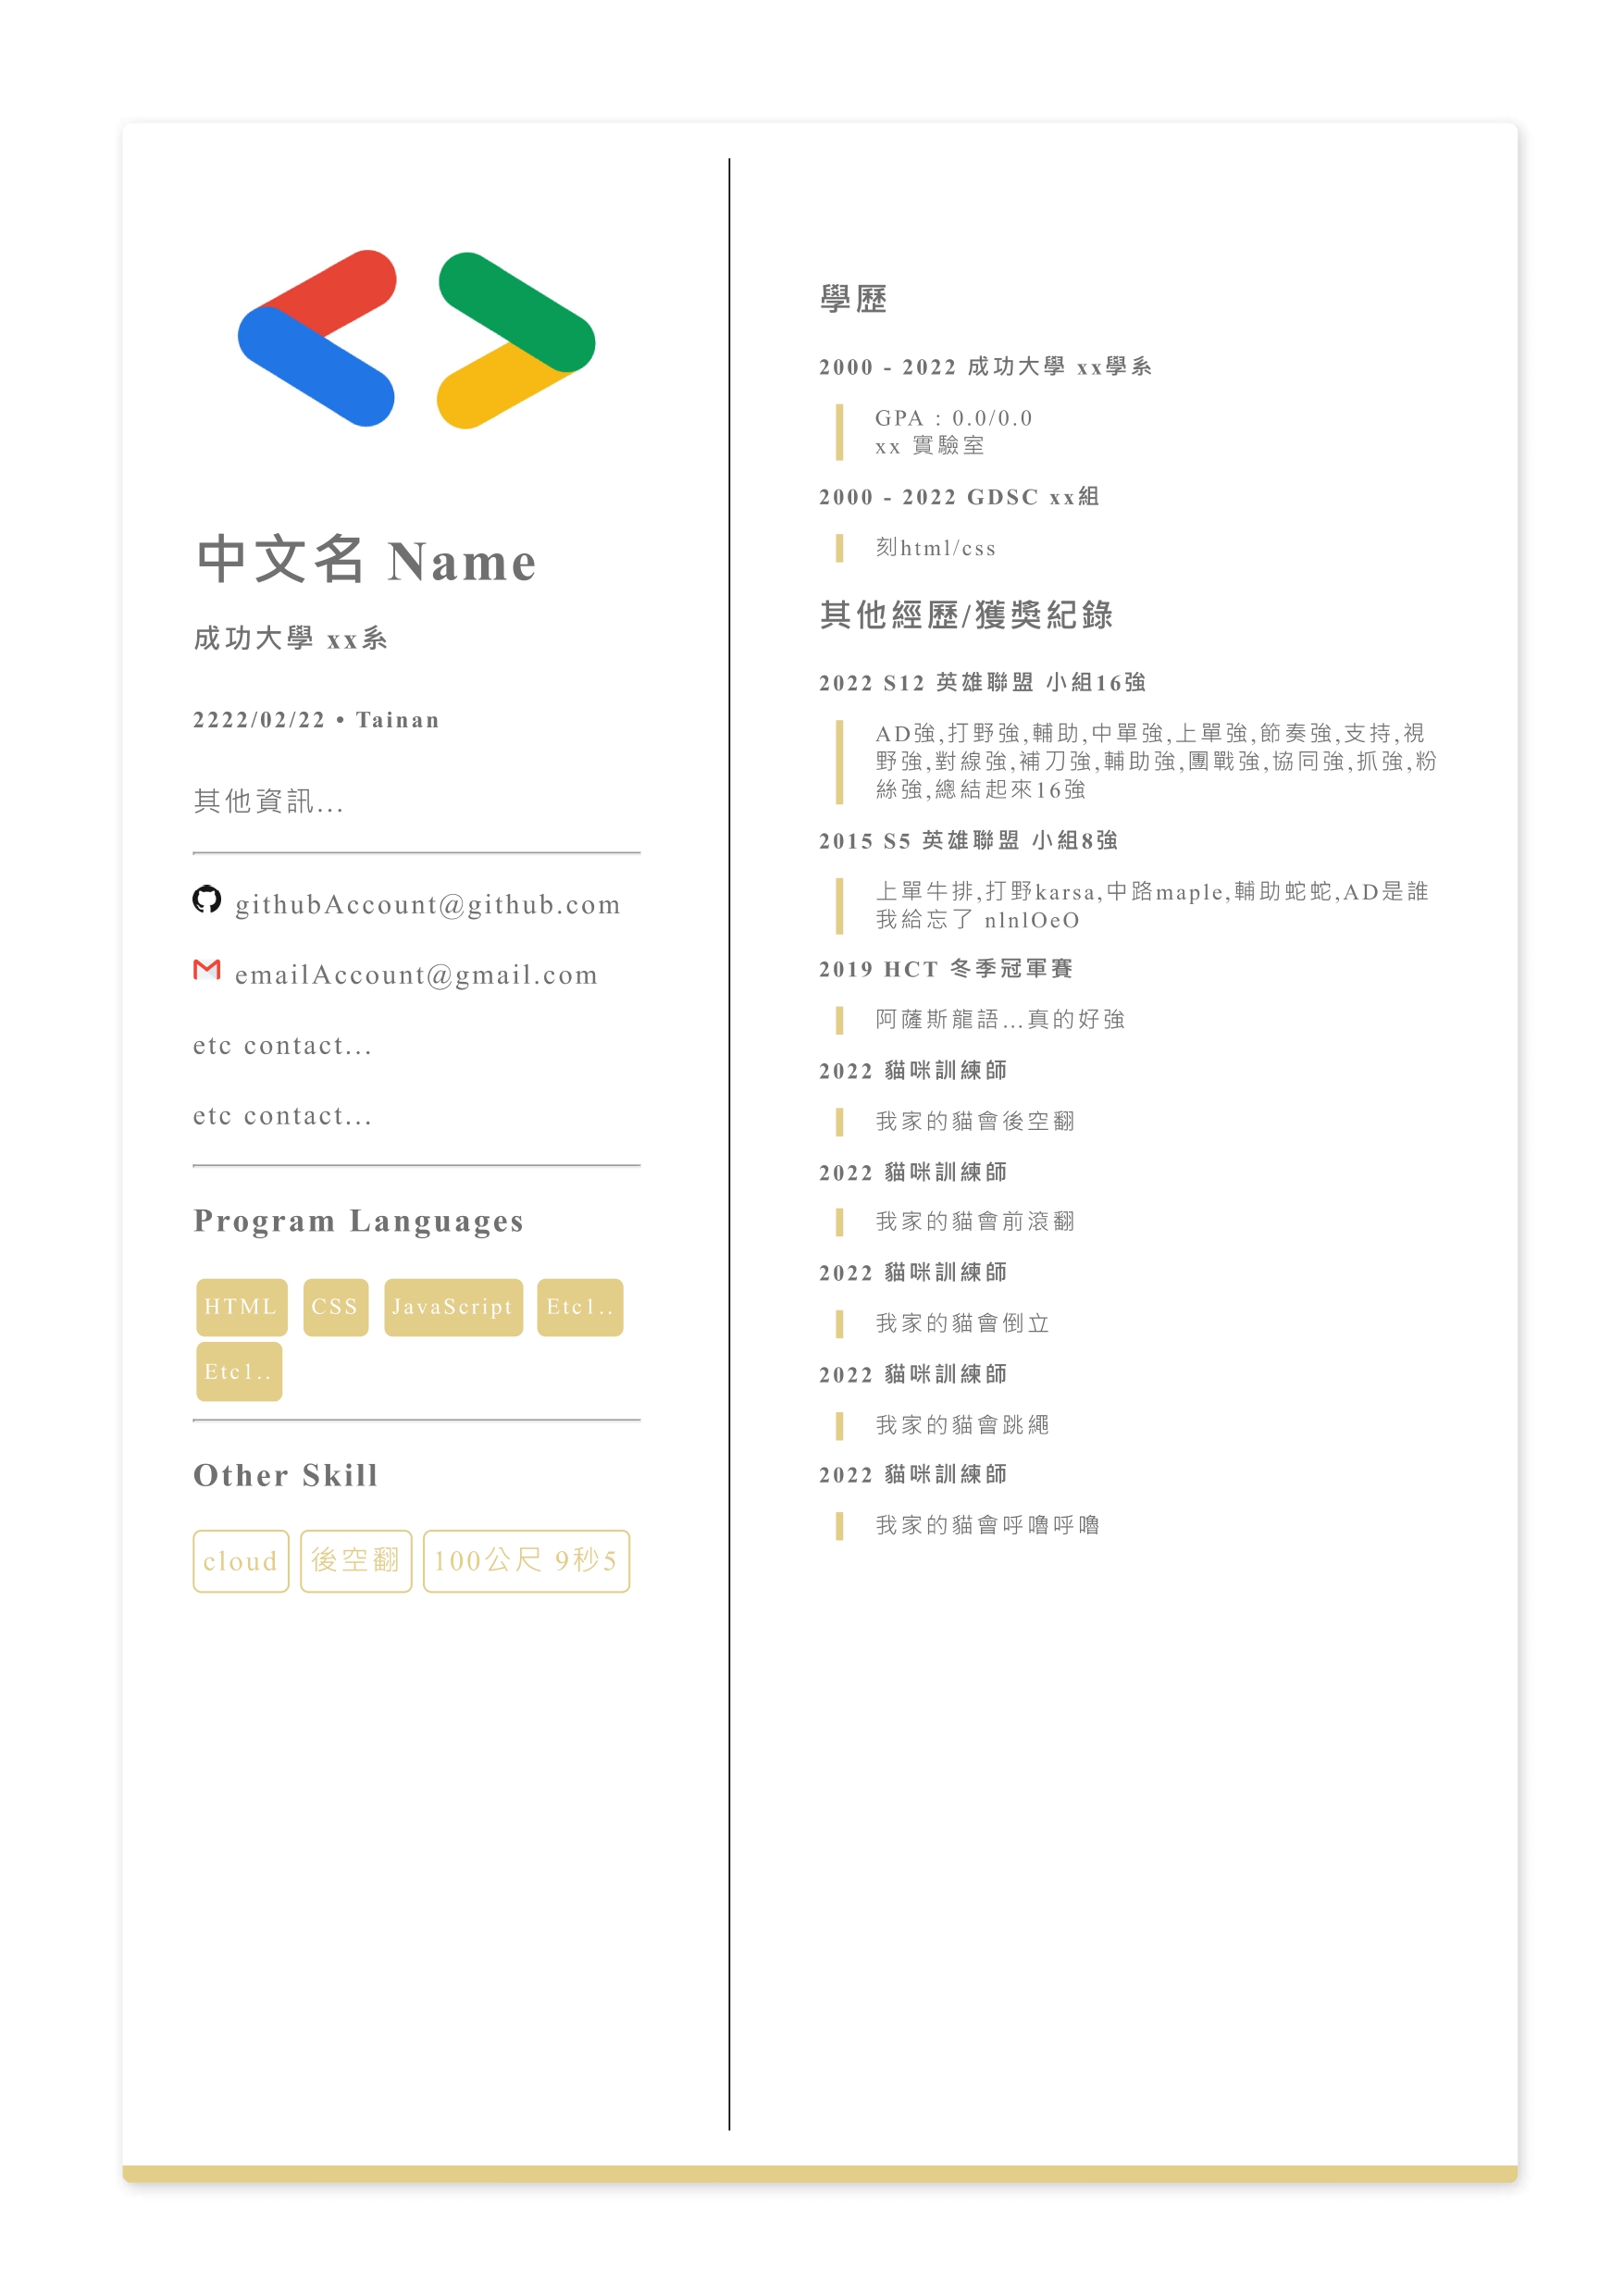 中文名 Name
成功大學 xx系
2222/02/22 • Tainan
其他資訊...
githubAccount@github.com
emailAccount@gmail.com
etc contact...
etc contact...
Program Languages
HTML CSS JavaScript Etc1..
Etc1..
Other Skill
cloud 後空翻 100公尺 9秒5
學歷
2000 - 2022 成功大學 xx學系
GPA : 0.0/0.0
xx 實驗室
2000 - 2022 GDSC xx組
刻html/css
其他經歷/獲獎紀錄
2022 S12 英雄聯盟 小組16強
AD強,打野強,輔助,中單強,上單強,節奏強,支持,視
野強,對線強,補刀強,輔助強,團戰強,協同強,抓強,粉
絲強,總結起來16強
2015 S5 英雄聯盟 小組8強
上單牛排,打野karsa,中路maple,輔助蛇蛇,AD是誰
我給忘了 nlnlOeO
2019 HCT 冬季冠軍賽
阿薩斯龍語...真的好強
2022 貓咪訓練師
我家的貓會後空翻
2022 貓咪訓練師
我家的貓會前滾翻
2022 貓咪訓練師
我家的貓會倒立
2022 貓咪訓練師
我家的貓會跳繩
2022 貓咪訓練師
我家的貓會呼嚕呼嚕